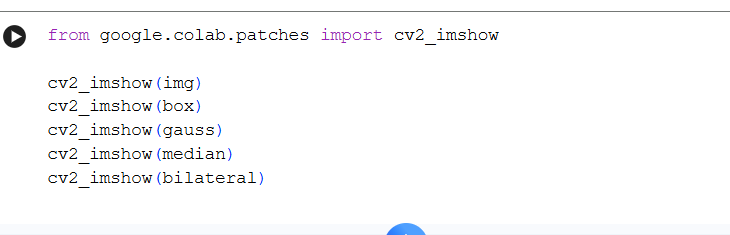 from google.colab.patches import cv2_imshow
cv2_imshow(img)
cv2_imshow(box)
cv2_imshow(gauss)
cv2_imshow(median)
cv2_imshow(bilateral)